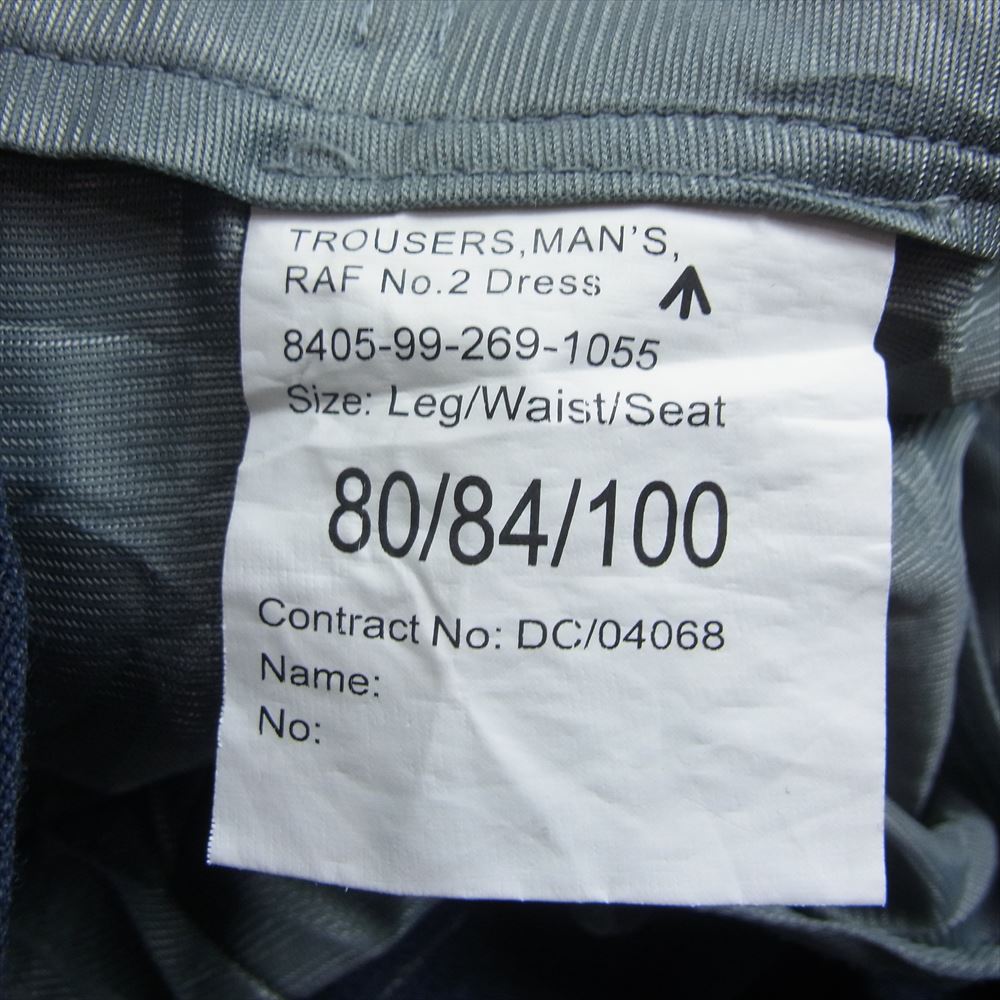 TROUSERS,MAN'S,
RAF No.2 Dress
8405-99-269-1055
Size: Leg/Waist/Seat
80/84/100
Contract No: DC/04068
Name:
No: